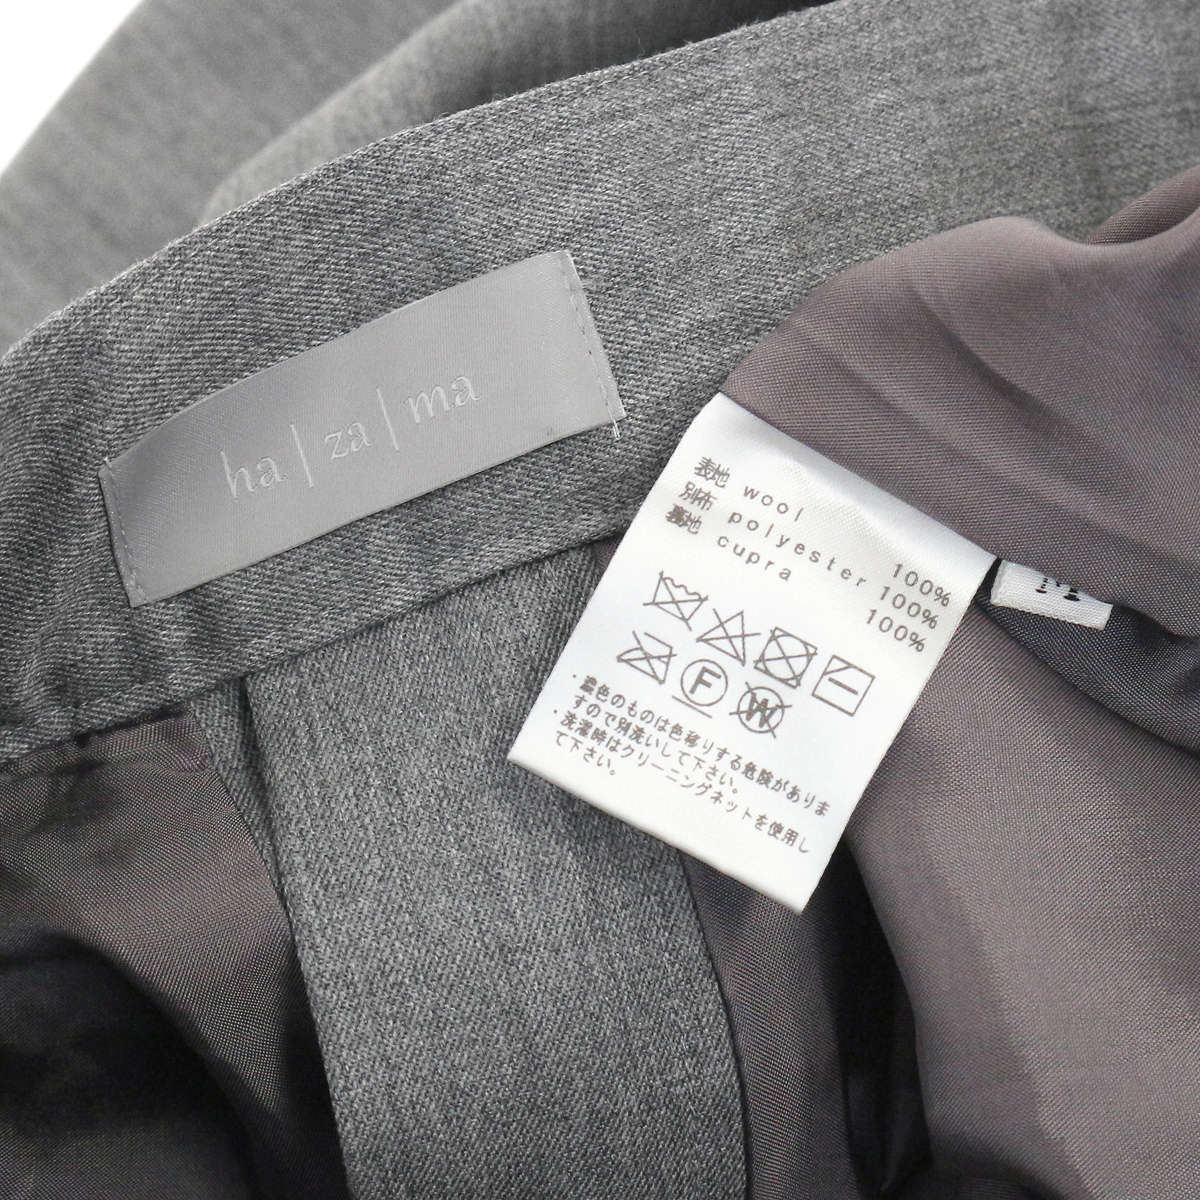 ha|za|ma
表地 wool 100%
別布 polyester 100%
裏地 cupra 100%
F W
・濃色のものは色移りする危険がありま
すので別洗いして下さい。
・洗濯時はクリーニングネットを使用し
て下さい。